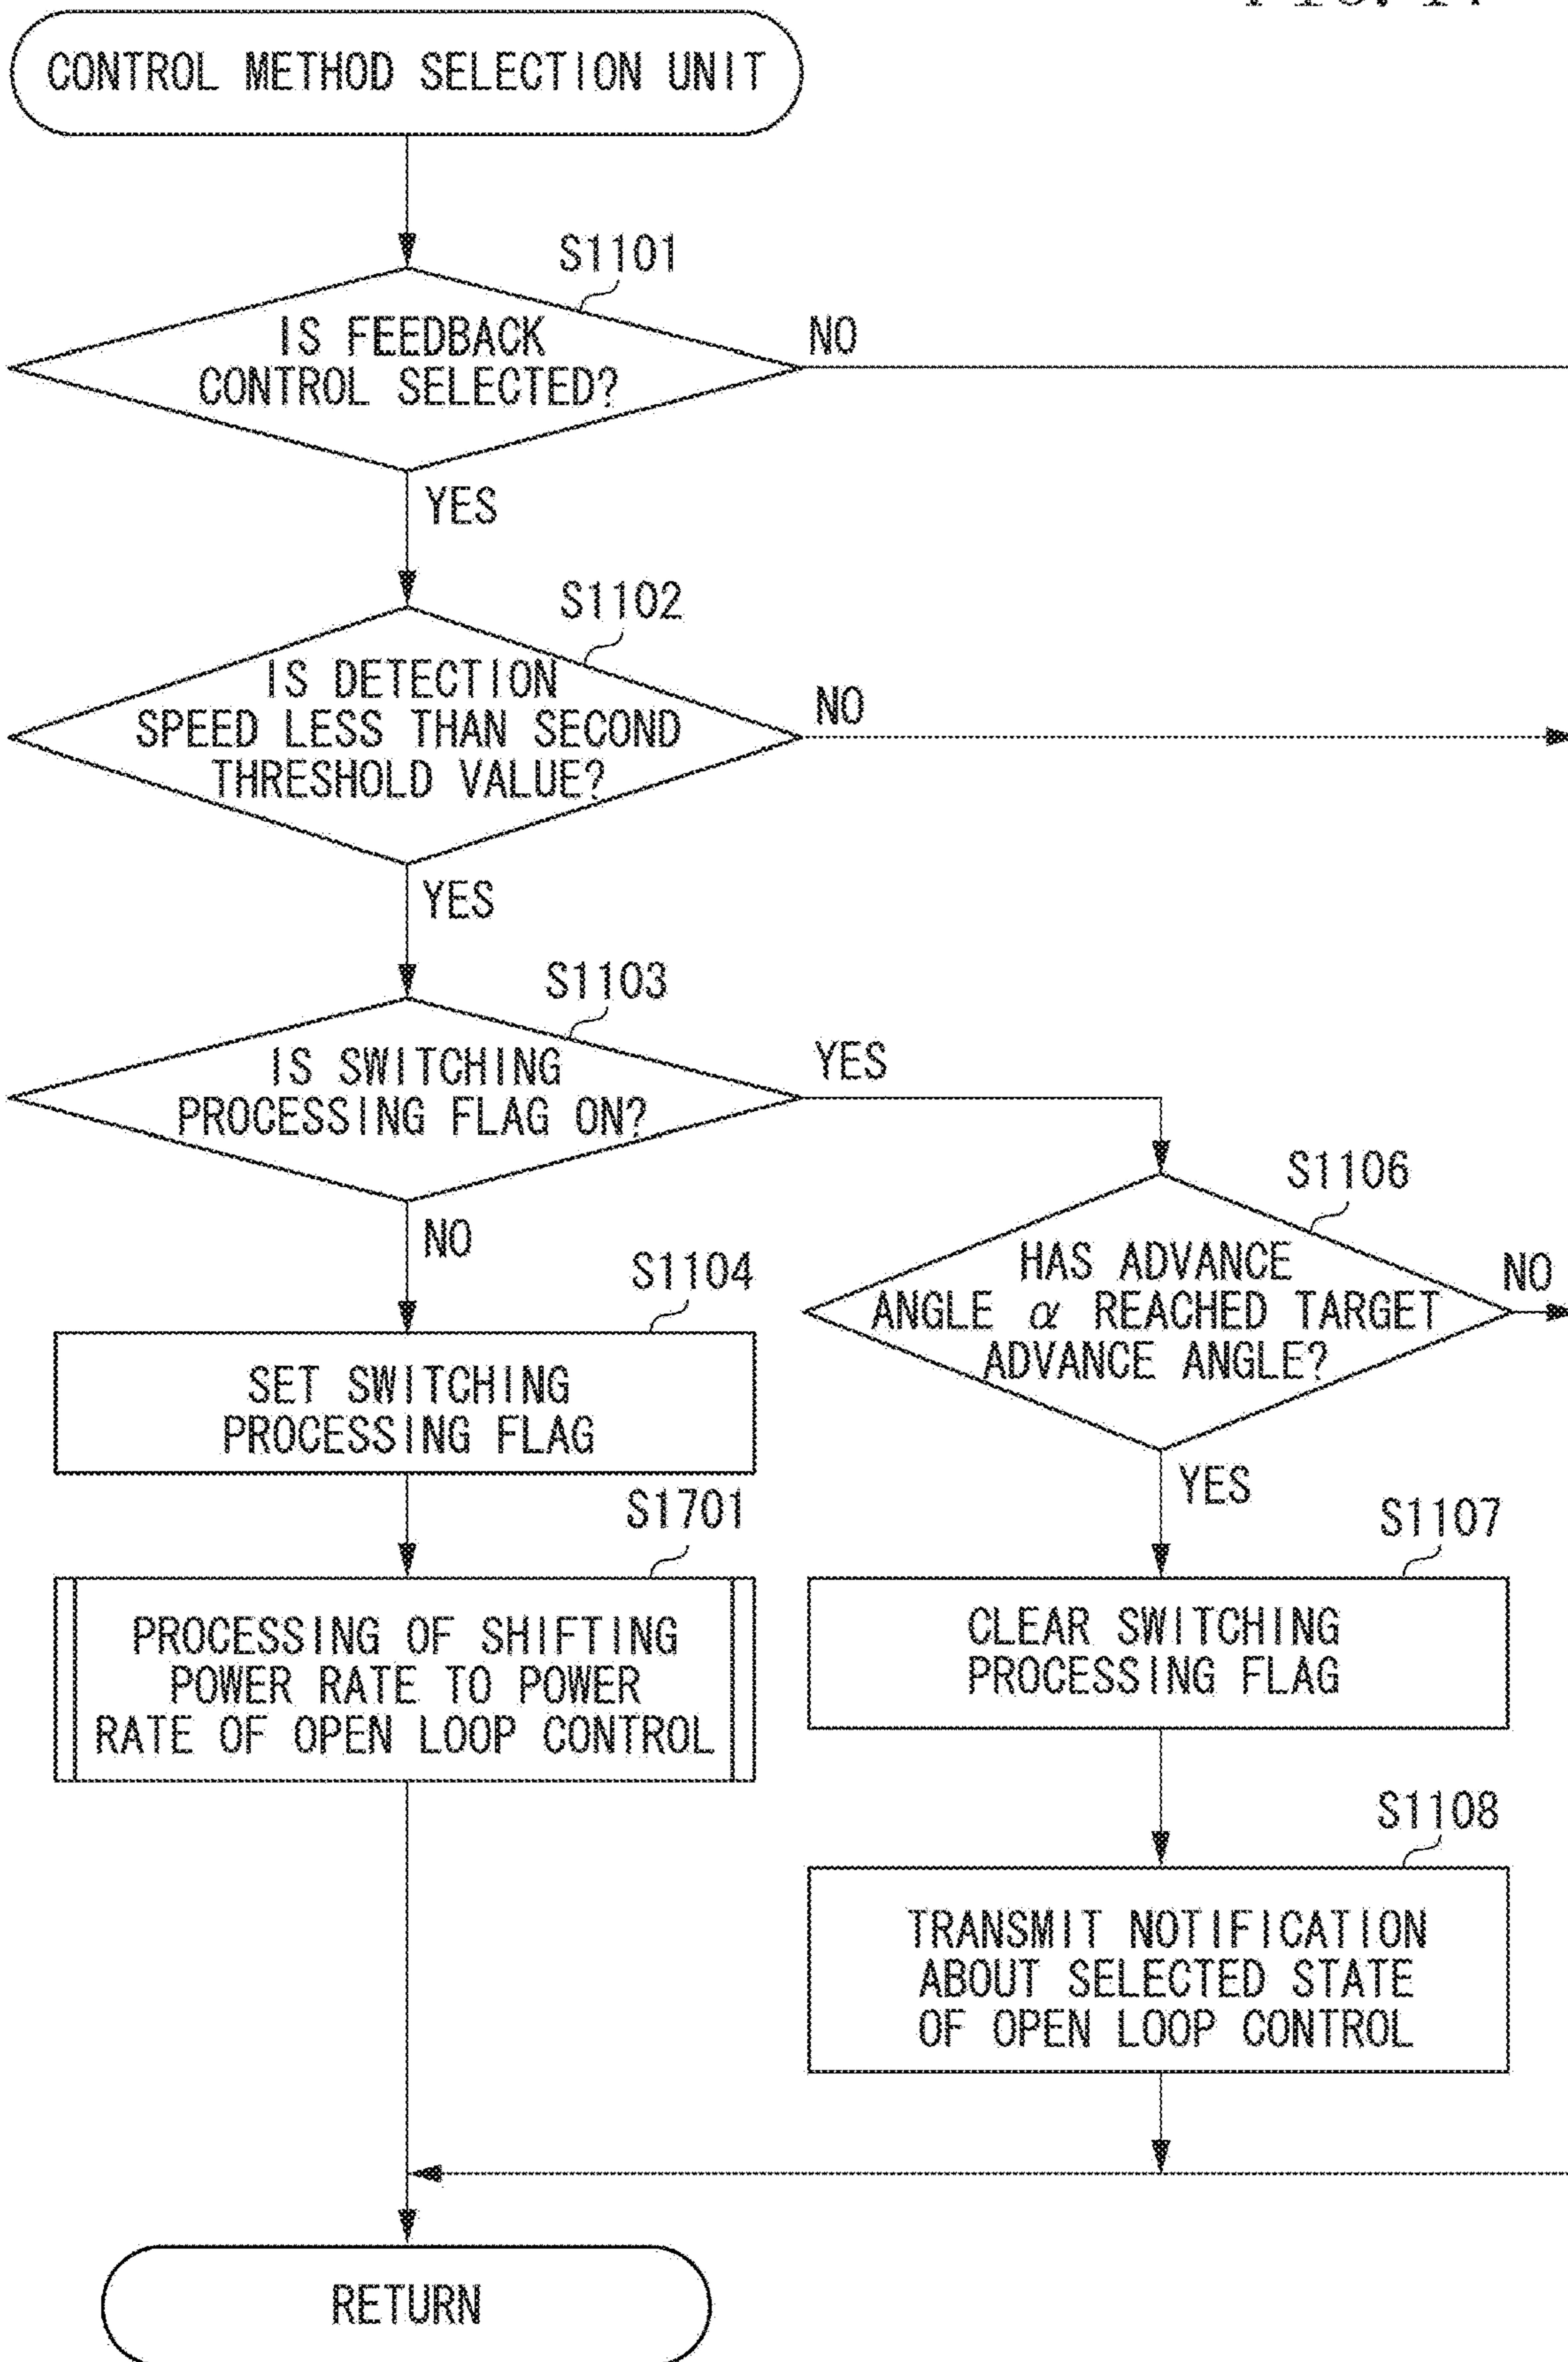 CONTROL METHOD SELECTION UNIT
S1101
IS FEEDBACK
CONTROL SELECTED?
NO
YES
S1102
IS DETECTION
SPEED LESS THAN SECOND
THRESHOLD VALUE?
NO
YES
S1103
IS SWITCHING
PROCESSING FLAG ON?
YES
NO
S1106
HAS ADVANCE
ANGLE α REACHED TARGET
ADVANCE ANGLE?
NO
YES
S1104
SET SWITCHING
PROCESSING FLAG
S1701
PROCESSING OF SHIFTING
POWER RATE TO POWER
RATE OF OPEN LOOP CONTROL
S1107
CLEAR SWITCHING
PROCESSING FLAG
S1108
TRANSMIT NOTIFICATION
ABOUT SELECTED STATE
OF OPEN LOOP CONTROL
RETURN